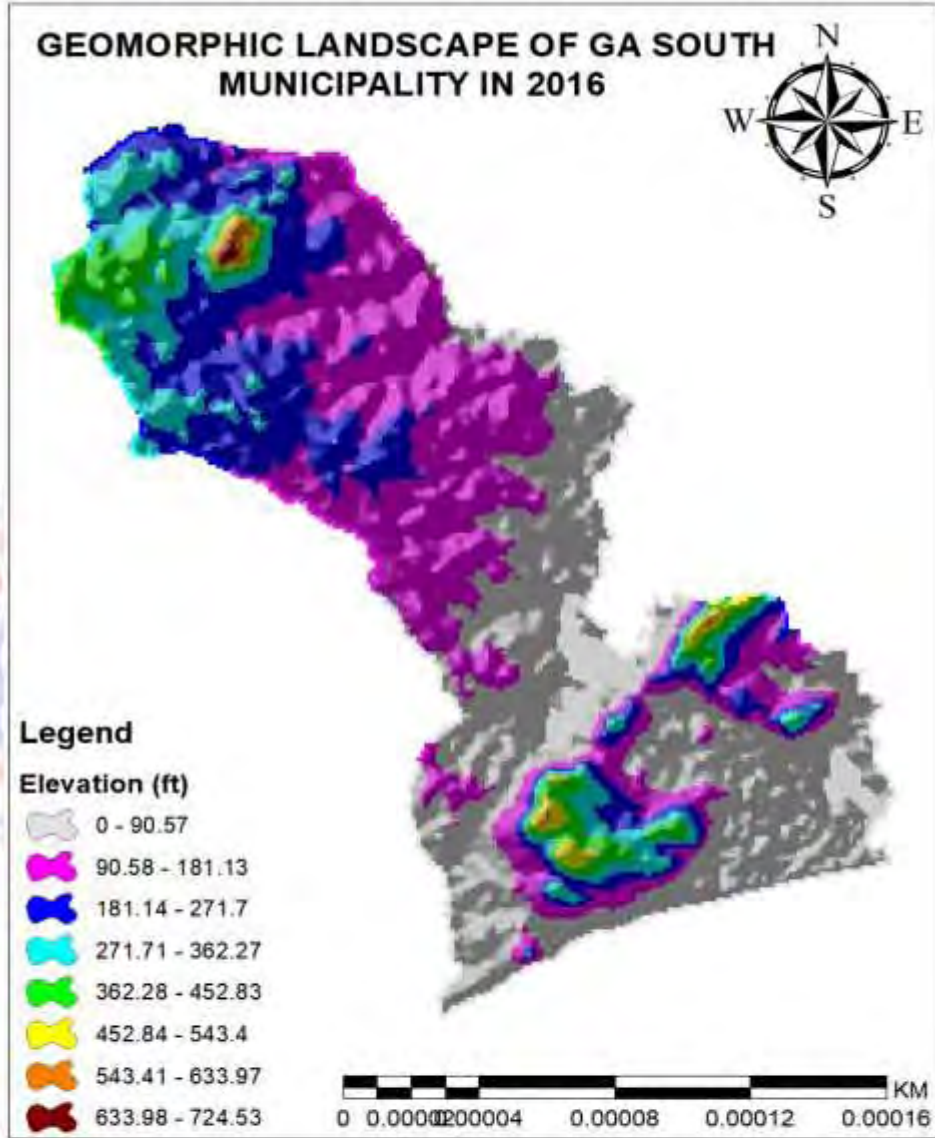 GEOMORPHIC LANDSCAPE OF GA SOUTH
MUNICIPALITY IN 2016
N
W E
S
Legend
Elevation (ft)
0 - 90.57
90.58 - 181.13
181.14 - 271.7
271.71 - 362.27
362.28 - 452.83
452.84 - 543.4
543.41 - 633.97
633.98 - 724.53
KM
0 0.00008 0.00012 0.00016